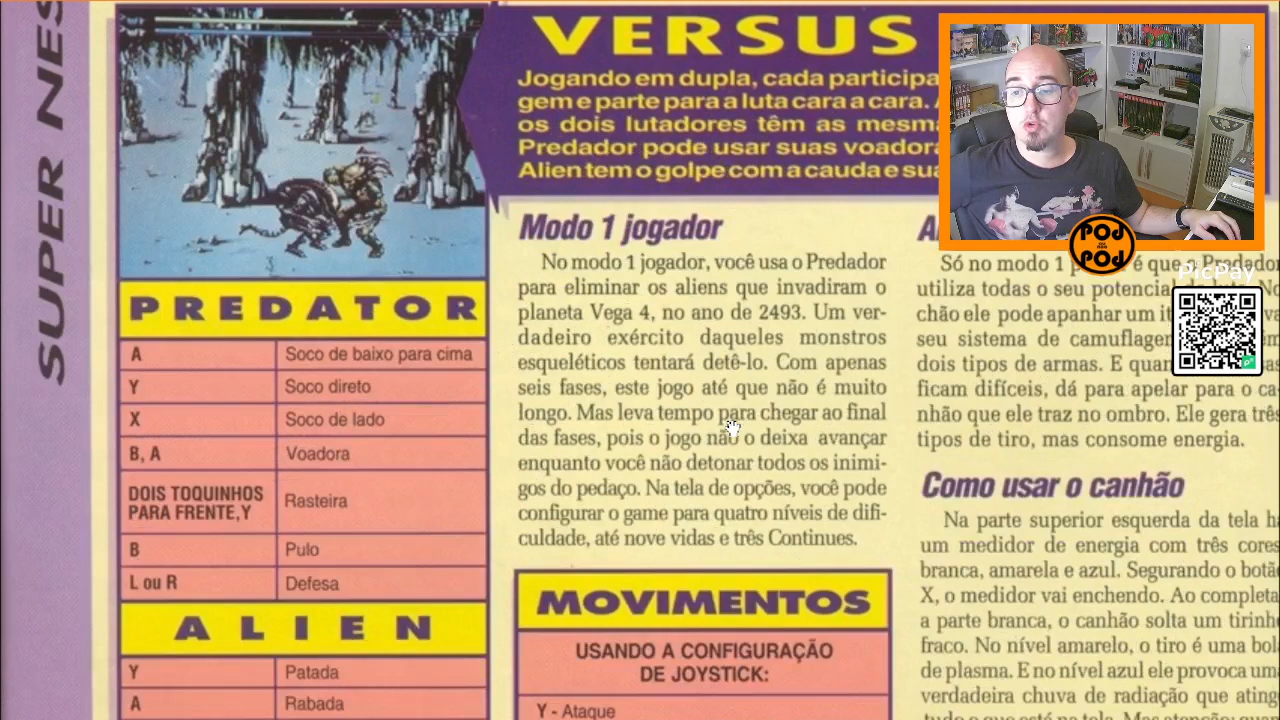 SUPER NES
VERSUS
Jogando em dupla, cada participa
gem e parte para a luta cara a cara.
os dois lutadores têm as mesm
Predador pode usar suas voadora
Alien tem o golpe com a cauda e sua
PREDATOR
A Soco de baixo para cima
Y Soco direto
X Soco de lado
B, A Voadora
DOIS TOQUINHOS
PARA FRENTE,Y Rasteira
B Pulo
L ou R Defesa
ALIEN
Y Patada
A Rabada
Modo 1 jogador
No modo 1 jogador, você usa o Predador
para eliminar os aliens que invadiram o
planeta Vega 4, no ano de 2493. Um ver-
dadeiro exército daqueles monstros
esqueléticos tentará detê-lo. Com apenas
seis fases, este jogo até que não é muito
longo. Mas leva tempo para chegar ao final
das fases, pois o jogo não o deixa avançar
enquanto você não detonar todos os inimi-
gos do pedaço. Na tela de opções, você pode
configurar o game para quatro níveis de difi-
culdade, até nove vidas e três Continues.
MOVIMENTOS
USANDO A CONFIGURAÇÃO
DE JOYSTICK:
Y - Ataque
Só no modo 1 é que o Predador
utiliza todas o seu potencial No
chão ele pode apanhar um
seu sistema de camuflagem
dois tipos de armas. E
ficam difíceis, dá para apelar para o ca-
nhão que ele traz no ombro. Ele gera três
tipos de tiro, mas consome energia.
Como usar o canhão
Na parte superior esquerda da tela h
um medidor de energia com três cores
branca, amarela e azul. Segurando o botã
X, o medidor vai enchendo. Ao completa
a parte branca, o canhão solta um tirinh
fraco. No nível amarelo, o tiro é uma bol
de plasma. E no nível azul ele provoca um
verdadeira chuva de radiação que ating
POD
POD
PicPay